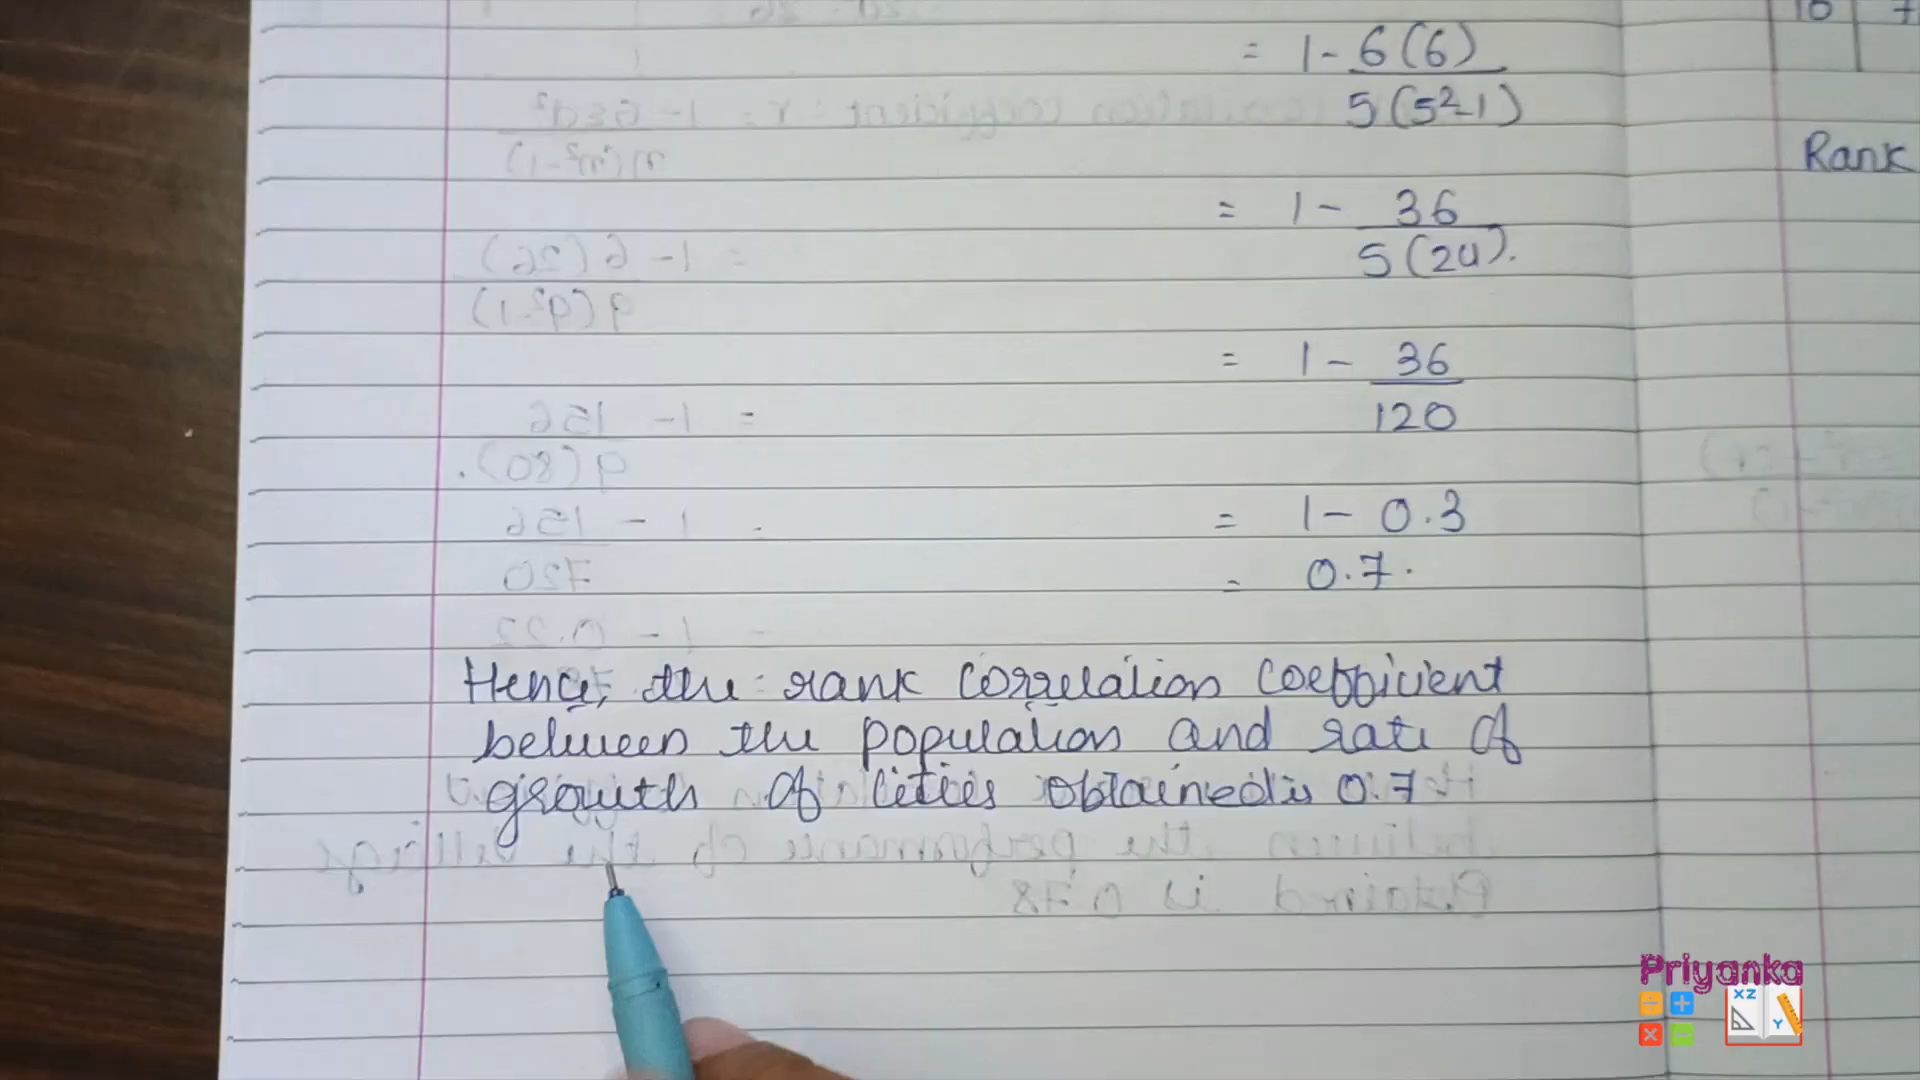 = 1 - 6(6)
5(5²-1)
Rank
= 1 - 36
5(24).
= 1 - 36
120
= 1 - 0.3
= 0.7.
Hence, the rank correlation coefficient
between the population and rate of
growth of cities obtained is 0.7
Priyanka
XZ
Y